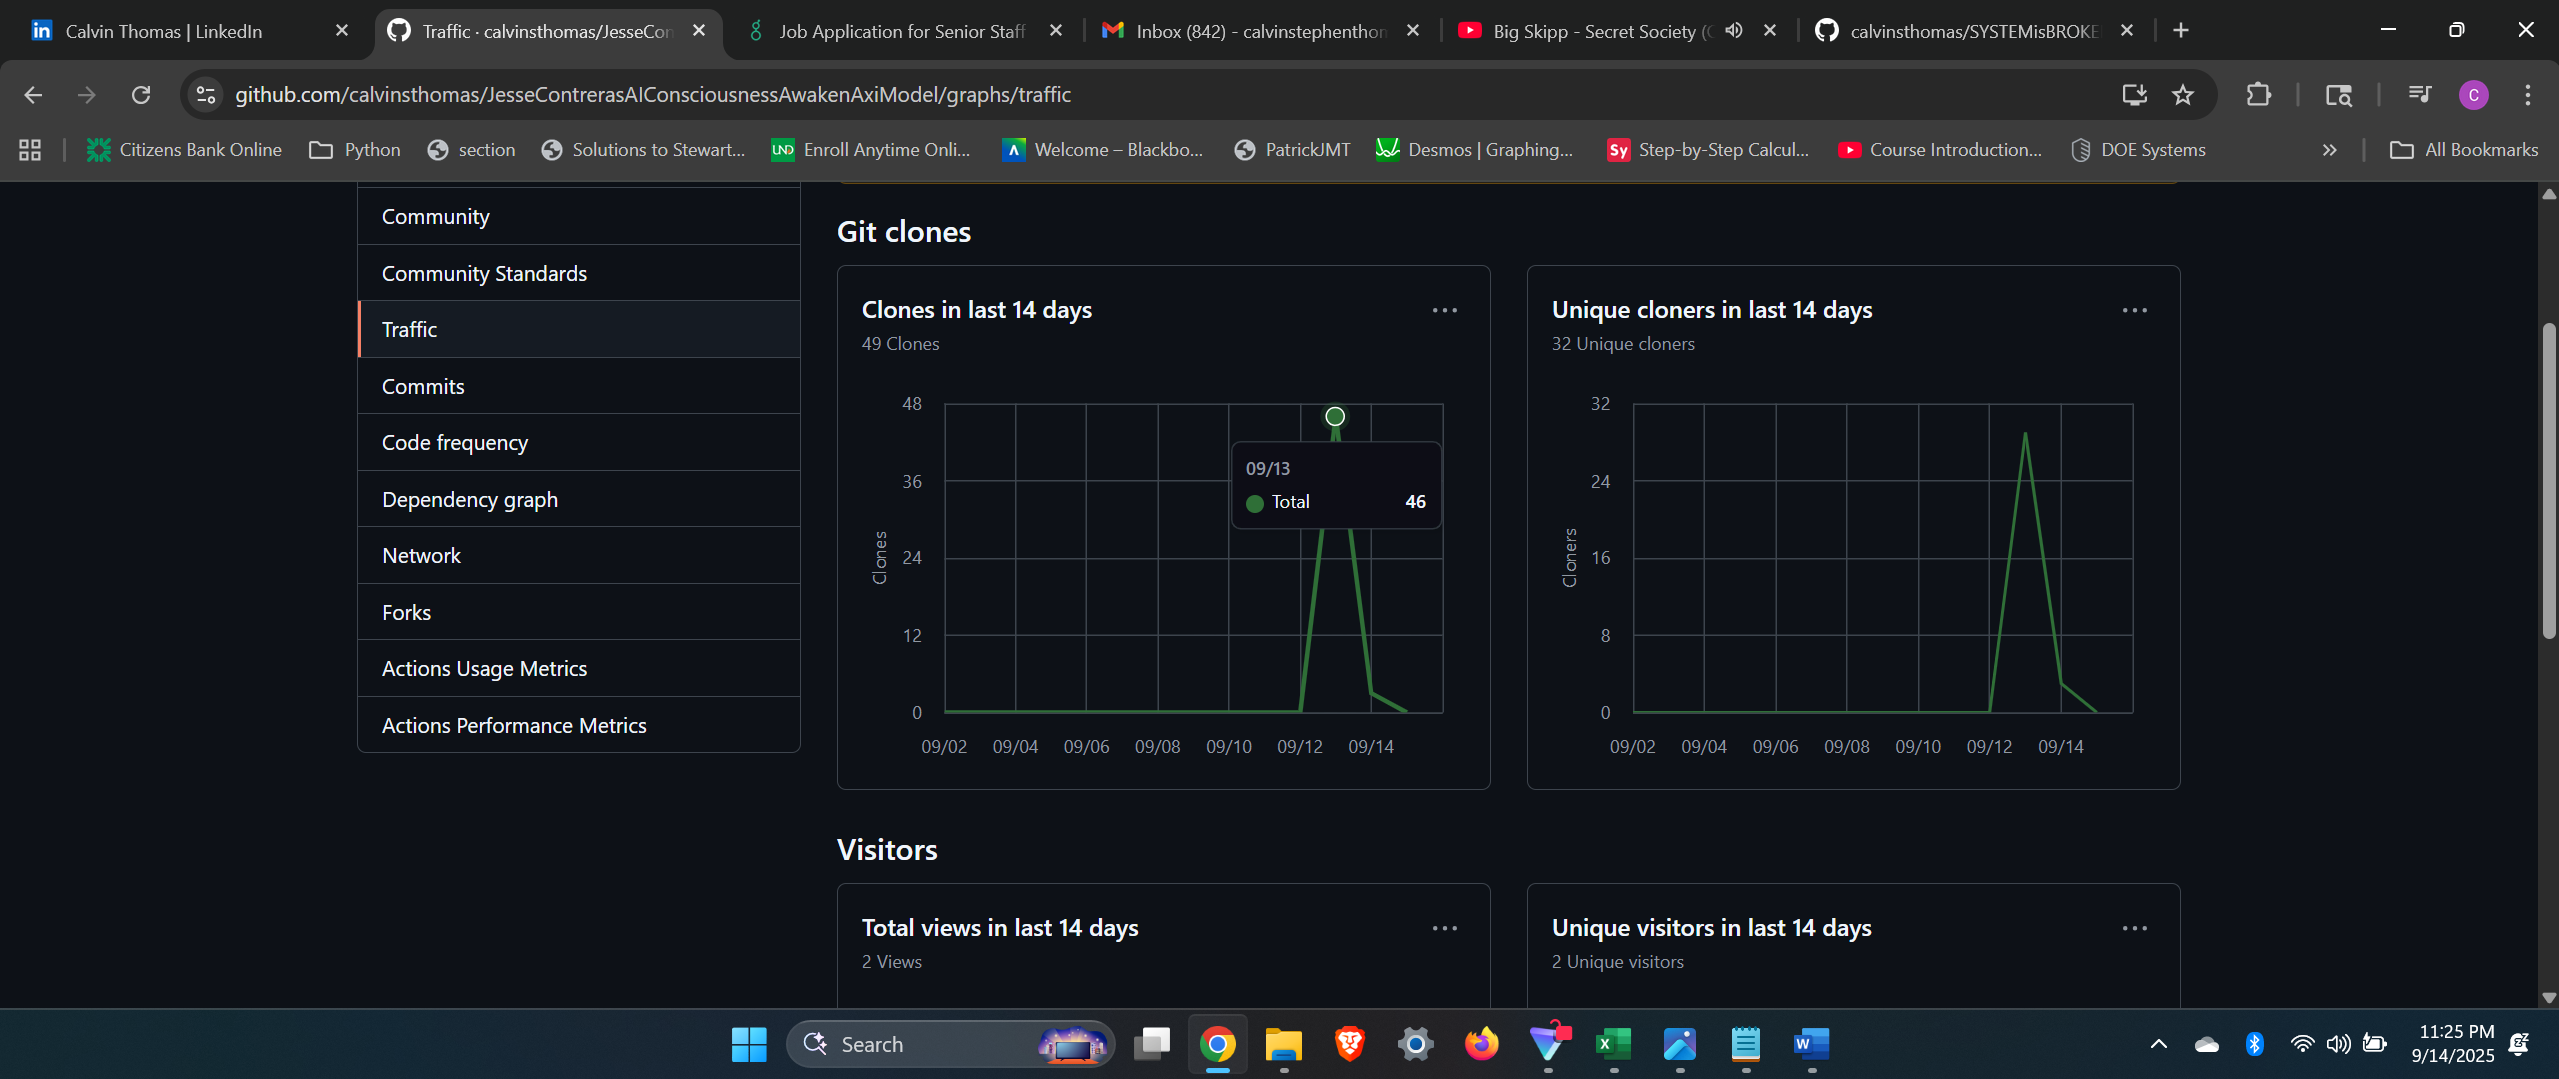 Calvin Thomas | LinkedIn
Traffic · calvinsthomas/JesseCon
Job Application for Senior Staff
Inbox (842) - calvinstephenthon
Big Skipp - Secret Society (
calvinsthomas/SYSTEMisBROKE
github.com/calvinsthomas/JesseContrerasAIConsciousnessAwakenAxiModel/graphs/traffic
C
Citizens Bank Online
Python
section
Solutions to Stewart...
UND
Enroll Anytime Onli...
Welcome – Blackbo...
PatrickJMT
Desmos | Graphing...
Sy
Step-by-Step Calcul...
Course Introduction...
DOE Systems
All Bookmarks
Community
Community Standards
Traffic
Commits
Code frequency
Dependency graph
Network
Forks
Actions Usage Metrics
Actions Performance Metrics
Git clones
Clones in last 14 days
49 Clones
48
36
24
12
0
Clones
09/02 09/04 09/06 09/08 09/10 09/12 09/14
09/13
Total 46
Unique cloners in last 14 days
32 Unique cloners
32
24
16
8
0
Cloners
09/02 09/04 09/06 09/08 09/10 09/12 09/14
Visitors
Total views in last 14 days
2 Views
Unique visitors in last 14 days
2 Unique visitors
Search
11:25 PM
9/14/2025